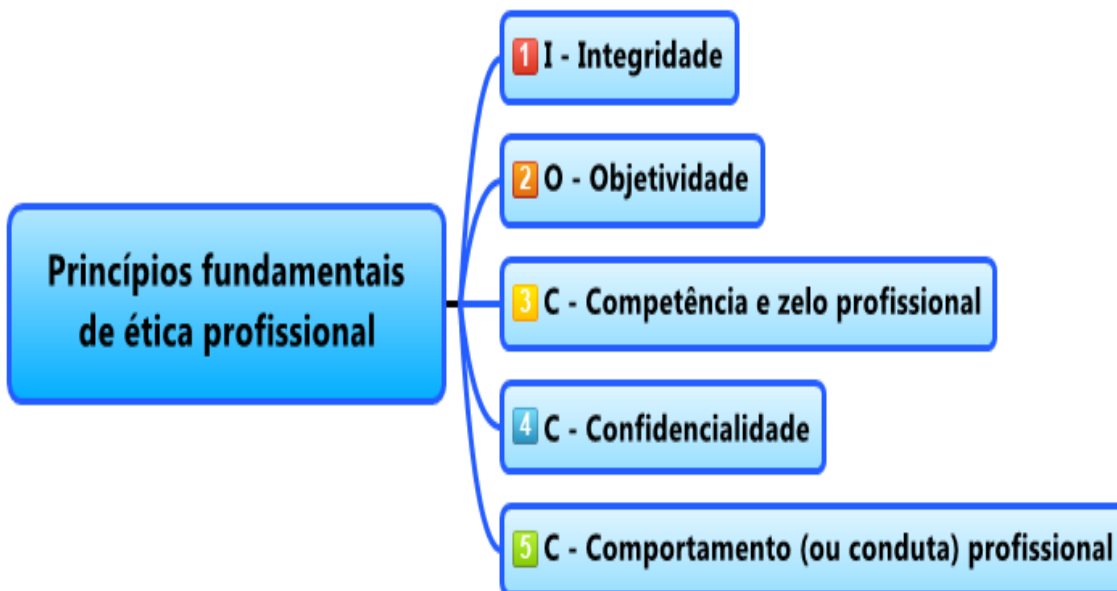 Princípios fundamentais
de ética profissional
1 I - Integridade
2 O - Objetividade
3 C - Competência e zelo profissional
4 C - Confidencialidade
5 C - Comportamento (ou conduta) profissional